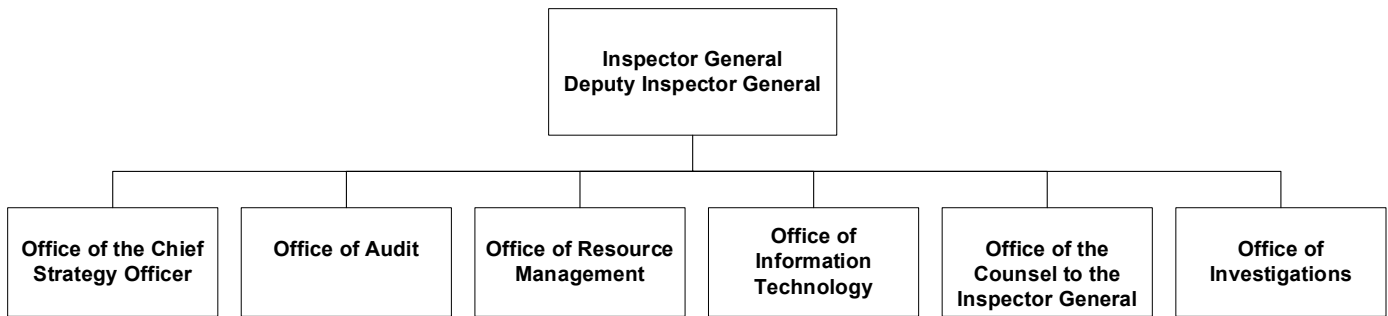 Inspector General
Deputy Inspector General
Office of the Chief
Strategy Officer
Office of Audit
Office of Resource
Management
Office of
Information
Technology
Office of the
Counsel to the
Inspector General
Office of
Investigations